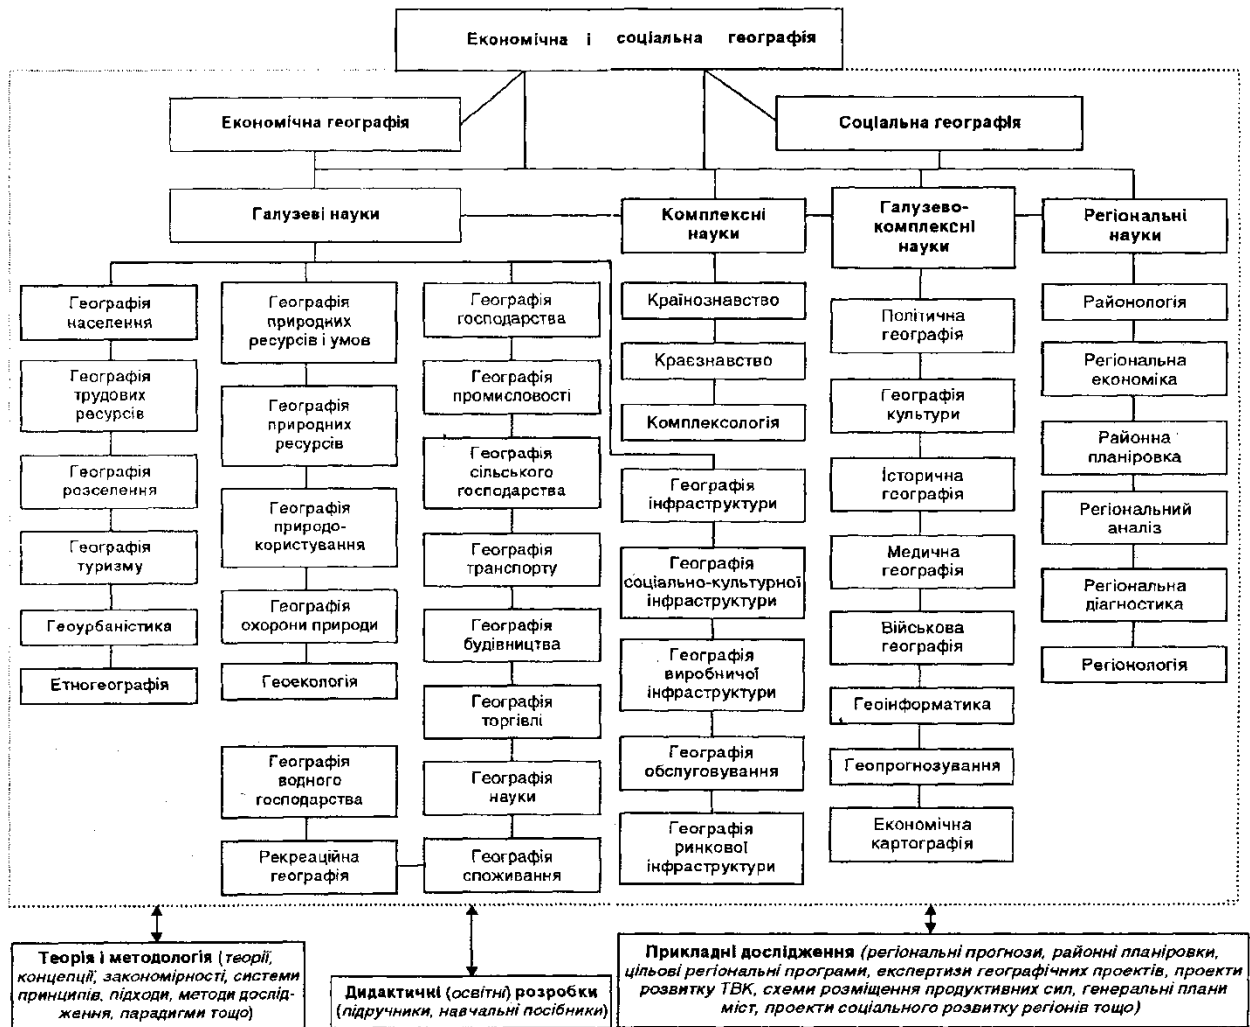 Економічна і соціальна географія
Економічна географія
Соціальна географія
Галузеві науки
Комплексні
науки
Галузево-
комплексні
науки
Регіональні
науки
Географія
населення
Географія
трудових
ресурсів
Географія
розселення
Географія
туризму
Геоурбаністика
Етногеографія
Географія
природних
ресурсів і умов
Географія
природних
ресурсів
Географія
природо-
користування
Географія
охорони природи
Геоекологія
Географія
водного
господарства
Рекреаційна
географія
Географія
господарства
Географія
промисловості
Географія
сільського
господарства
Географія
транспорту
Географія
будівництва
Географія
торгівлі
Географія
науки
Географія
споживання
Країнознавство
Краєзнавство
Комплексологія
Географія
інфраструктури
Географія
соціально-культурної
інфраструктури
Географія
виробничої
інфраструктури
Географія
обслуговування
Географія
ринкової
інфраструктури
Політична
географія
Географія
культури
Історична
географія
Медична
географія
Військова
географія
Геоінформатика
Геопрогнозування
Економічна
картографія
Районологія
Регіональна
економіка
Районна
планіровка
Регіональний
аналіз
Регіональна
діагностика
Регіонологія
Теорія і методологія (теорії,
концепції, закономірності, системи
принципів, підходи, методи дослід-
ження, парадигми тощо)
Дидактичні (освітні) розробки
(підручники, навчальні посібники)
Прикладні дослідження (регіональні прогнози, районні планіровки,
цільові регіональні програми, експертизи географічних проектів, проекти
розвитку ТВК, схеми розміщення продуктивних сил, генеральні плани
міст, проекти соціального розвитку регіонів тощо)